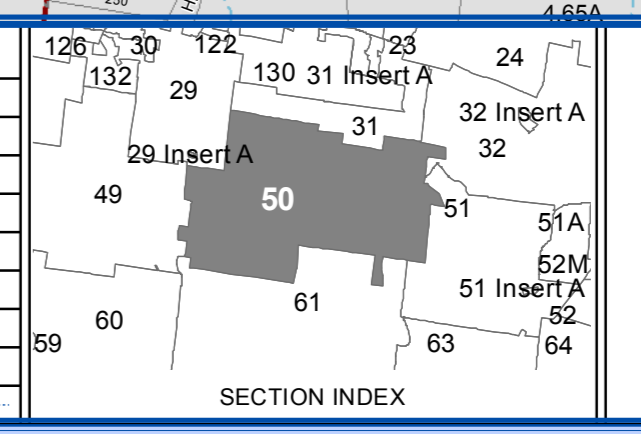 250
H
4.65A
126 30 122 23 24
132 29 130 31 Insert A
32 Insert A
31
29 Insert A 32
49 50 51 51A
52M
51 Insert A
61
60 52
59 63 64
SECTION INDEX